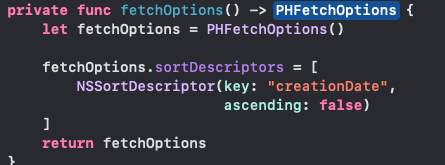 private func fetchOptions() -> PHFetchOptions {
let fetchOptions = PHFetchOptions()
fetchOptions.sortDescriptors = [
NSSortDescriptor(key: "creationDate",
ascending: false)
]
return fetchOptions
}